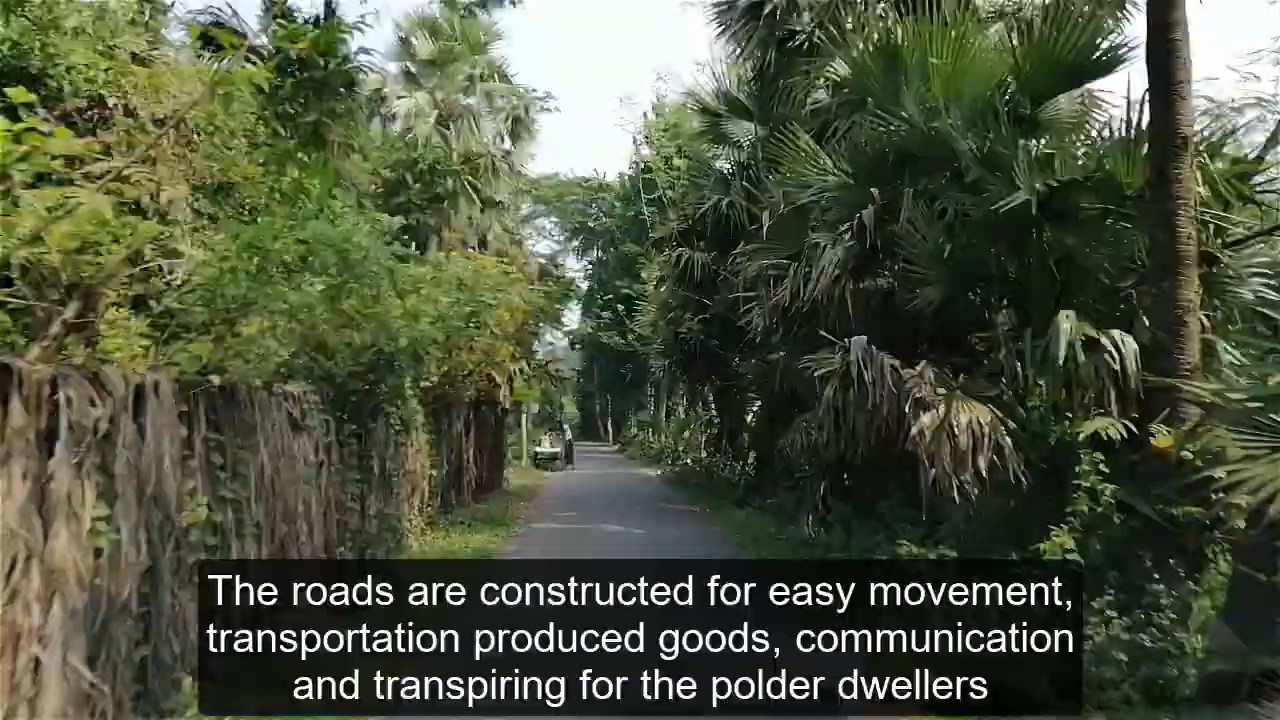 The roads are constructed for easy movement,
transportation produced goods, communication
and transpiring for the polder dwellers